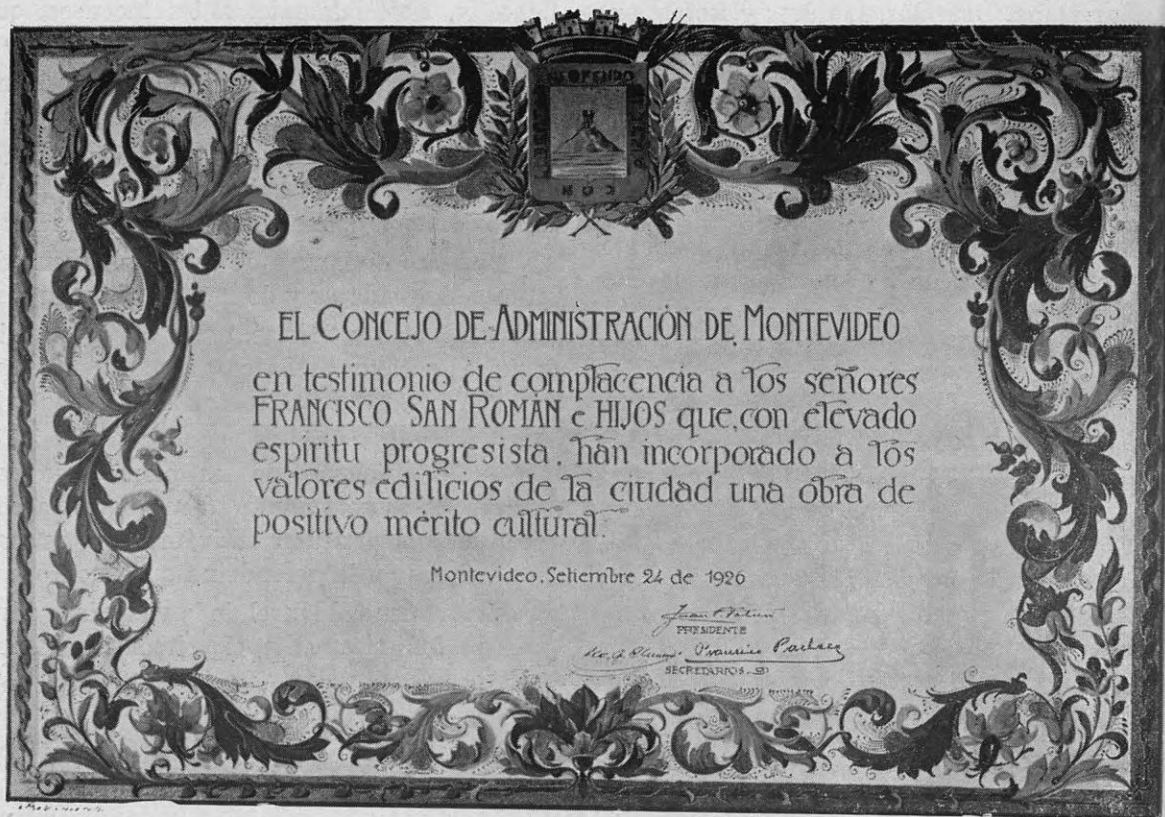 CON
EL CONCEJO DE ADMINISTRACIÓN DE MONTEVIDEO
en testimonio de complacencia a los señores
FRANCISCO SAN ROMÁN e HIJOS que, con elevado
espíritu progresista, han incorporado a los
valores edilicios de la ciudad una obra de
positivo mérito cultural.
Montevideo, Setiembre 24 de 1926
PRESIDENTE
SECRETARIOS